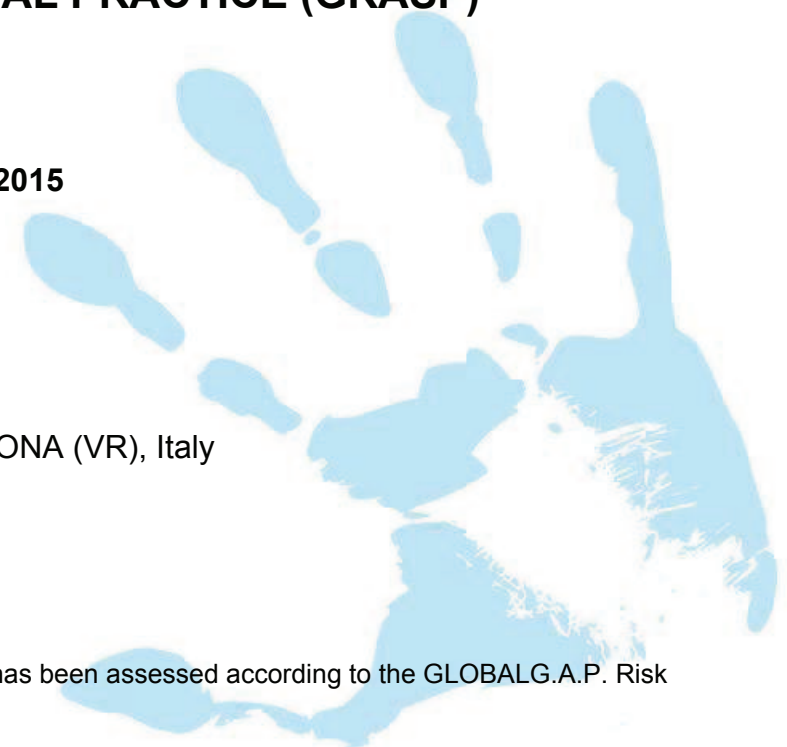 AL PRACTICE (GRASP)
2015
ONA (VR), Italy
has been assessed according to the GLOBALG.A.P. Risk